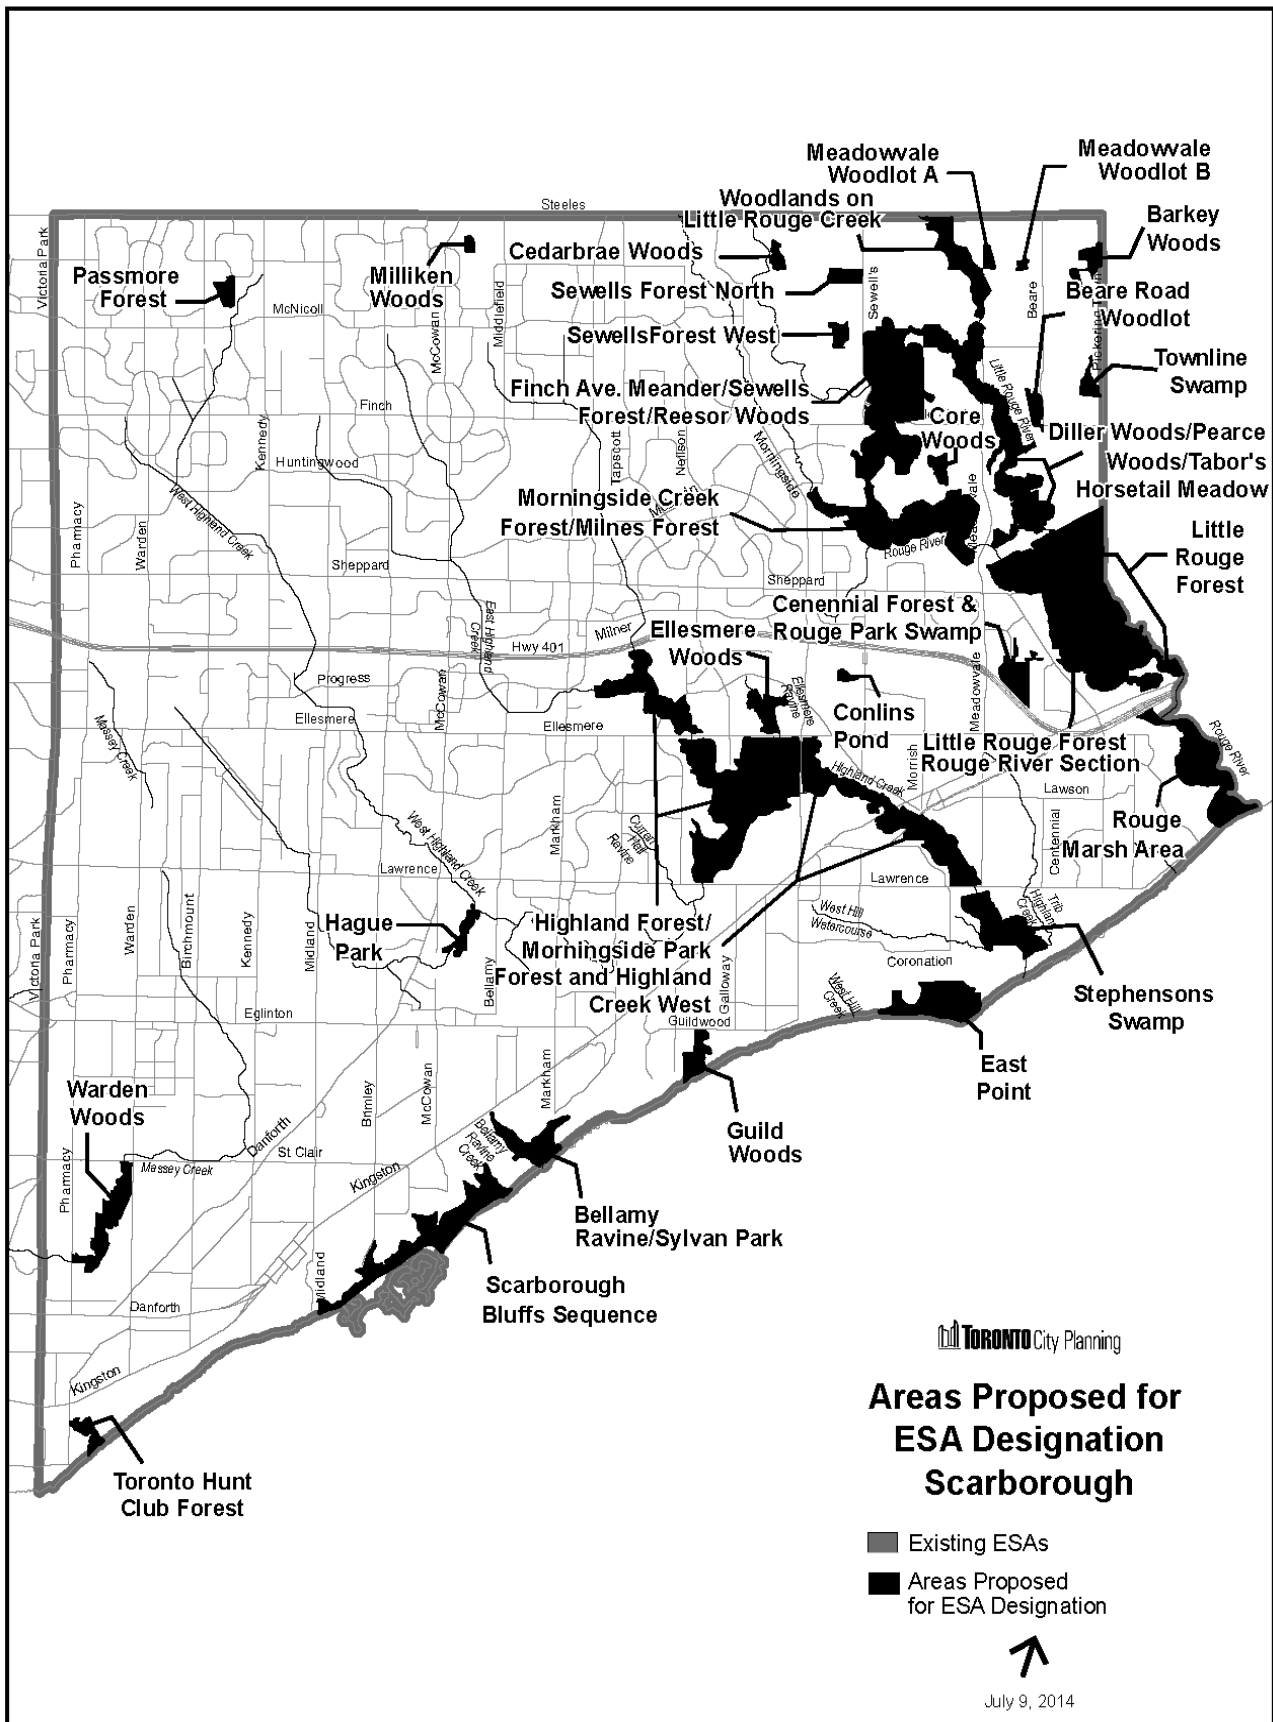 Meadowvale
Woodlot A
Meadowvale
Woodlot B
Woodlands on
Little Rouge Creek
Barkey
Woods
Steeles
Cedarbrae Woods
Passmore
Forest
Milliken
Woods
Sewells Forest North
Beare Road
Woodlot
Victoria Park
McNicoll
McCowan
Middlefield
Sewell's
Beare
SewellsForest West
Townline
Swamp
Finch Ave. Meander/Sewells
Forest/Reesor Woods
Little Rouge River
Finch
Core
Woods
Diller Woods/Pearce
Woods/Tabor's
Horsetail Meadow
Kennedy
Huntingwood
Tapscott
Neilson
Morningside
West Highland Creek
Morningside Creek
Forest/Milnes Forest
Pharmacy
Warden
Rouge River
Little
Rouge
Forest
Sheppard
Sheppard
Cenennial Forest &
Rouge Park Swamp
East Highland
Creek
Milner
Hwy 401
Ellesmere
Woods
Progress
McCowan
Ellesmere
Ravine
Meadowvale
Ellesmere
Ellesmere
Conlins
Pond
Massey Creek
Morrish
Little Rouge Forest
Rouge River Section
Rouge River
Highland Creek
Lawson
West Highland Creek
Markham
Curran
Hall
Ravine
Centennial
Rouge
Marsh Area
Lawrence
Lawrence
Victoria Park
Pharmacy
Warden
Birchmount
Kennedy
Midland
Hague
Park
Bellamy
Highland Forest/
Morningside Park
Forest and Highland
Creek West
Galloway
West Hill
Watercourse
Trib
Highland
Creek
Coronation
West Hill
Creek
Stephensons
Swamp
Eglinton
Guildwood
East
Point
Warden
Woods
Brimley
McCowan
Markham
Guild
Woods
Pharmacy
Massey Creek
Danforth
St Clair
Kingston
Bellamy
Ravine
Creek
Bellamy
Ravine/Sylvan Park
Midland
Scarborough
Bluffs Sequence
Danforth
Kingston
Toronto Hunt
Club Forest
TORONTO City Planning
Areas Proposed for
ESA Designation
Scarborough
Existing ESAs
Areas Proposed
for ESA Designation
July 9, 2014